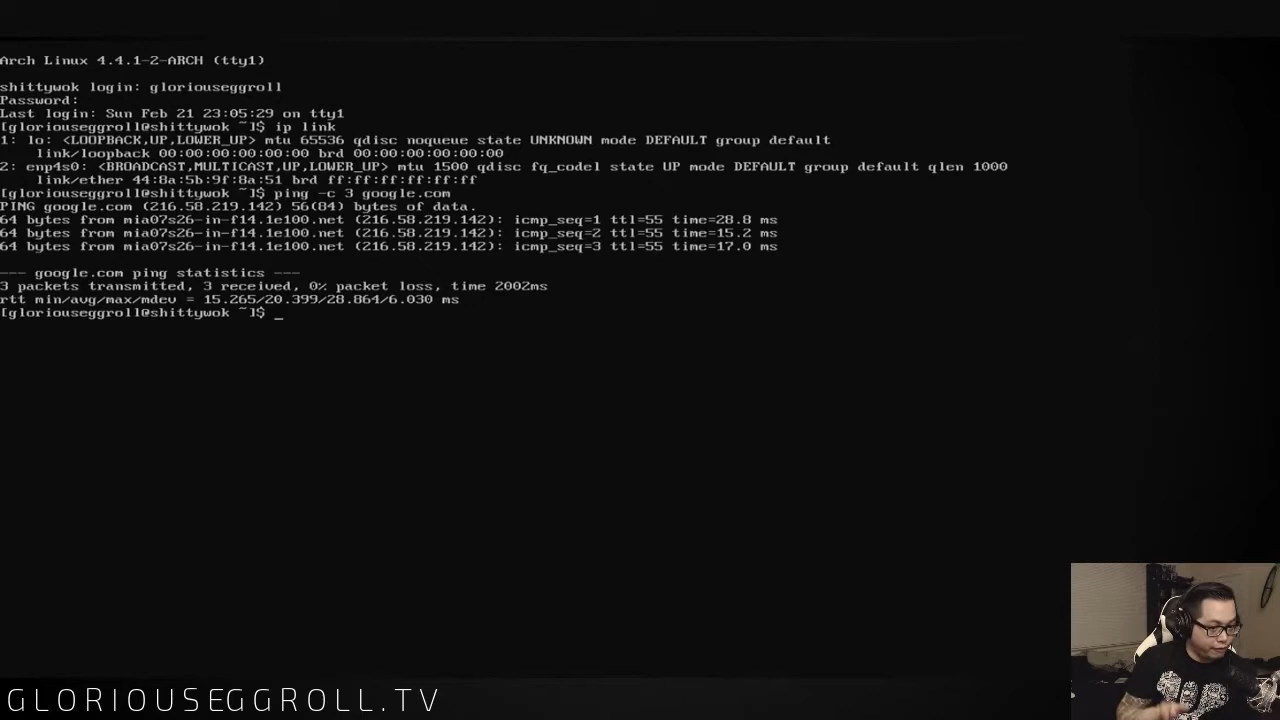 Arch Linux 4.4.1-2-ARCH (tty1)
shittywok login: gloriouseggroll
Password:
Last login: Sun Feb 21 23:05:29 on tty1
[gloriouseggroll@shittywok ~]$ ip link
1: lo: <LOOPBACK,UP,LOWER_UP> mtu 65536 qdisc noqueue state UNKNOWN mode DEFAULT group default
link/loopback 00:00:00:00:00:00 brd 00:00:00:00:00:00
2: enp4s0: <BROADCAST,MULTICAST,UP,LOWER_UP> mtu 1500 qdisc fq_codel state UP mode DEFAULT group default qlen 1000
link/ether 44:8a:5b:9f:8a:51 brd ff:ff:ff:ff:ff:ff
[gloriouseggroll@shittywok ~]$ ping -c 3 google.com
PING google.com (216.58.219.142) 56(84) bytes of data.
64 bytes from mia07s26-in-f14.1e100.net (216.58.219.142): icmp_seq=1 ttl=55 time=28.8 ms
64 bytes from mia07s26-in-f14.1e100.net (216.58.219.142): icmp_seq=2 ttl=55 time=15.2 ms
64 bytes from mia07s26-in-f14.1e100.net (216.58.219.142): icmp_seq=3 ttl=55 time=17.0 ms
--- google.com ping statistics ---
3 packets transmitted, 3 received, 0% packet loss, time 2002ms
rtt min/avg/max/mdev = 15.265/20.399/28.864/6.030 ms
[gloriouseggroll@shittywok ~]$ _
GLORIOUSEGGROLL.TV